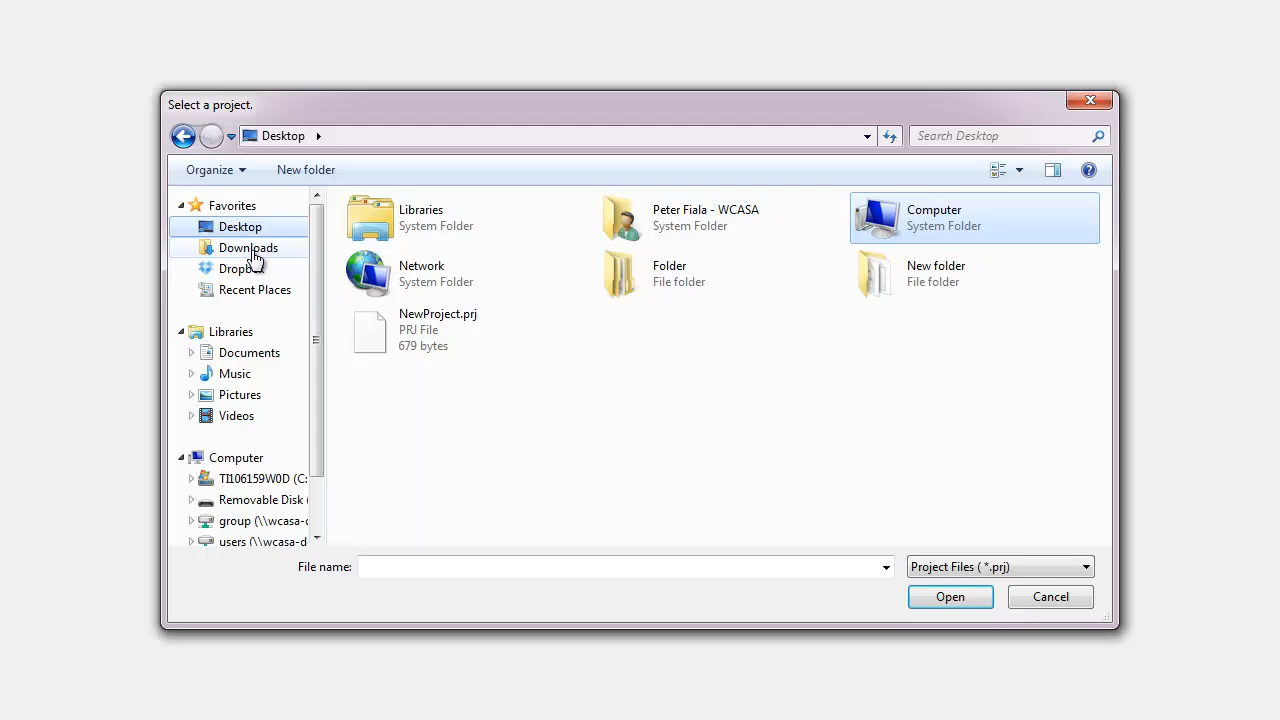 Select a project.
Desktop
Search Desktop
Organize
New folder
Favorites
Desktop
Downloads
Recent Places
Libraries
Documents
Music
Pictures
Videos
Computer
TI106159W0D (C:
Removable Disk (
group (\\wcasa-
users (\\wcasa-d
Libraries
System Folder
Peter Fiala - WCASA
System Folder
Computer
System Folder
Network
System Folder
Folder
File folder
New folder
File folder
NewProject.prj
PRJ File
679 bytes
File name:
Project Files ( *.prj)
Open
Cancel